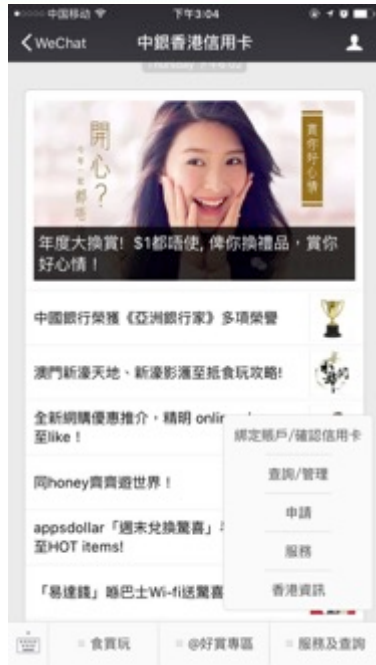 中国移动
下午3:04
WeChat
中銀香港信用卡
開心?
今年一蚊都唔
賞你好心情
年度大換賞! $1都唔使, 俾你換禮品，賞你
好心情！
中國銀行榮獲《亞洲銀行家》多項榮譽
澳門新濠天地、新濠影滙至抵食玩攻略!
全新網購優惠推介，精明
至like！
同honey齊齊遊世界！
appsdollar「週末兌換驚喜」
至HOT items!
「易達錢」喺巴士Wi-fi送驚喜
綁定賬戶/確認信用卡
查詢/管理
申請
服務
香港資訊
食買玩
@好賞專區
服務及查詢